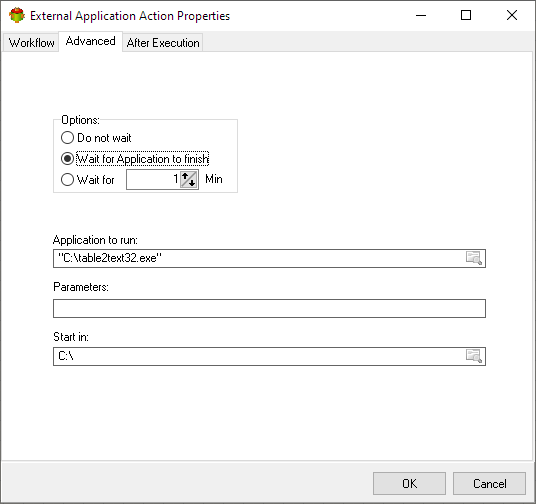 External Application Action Properties
Workflow Advanced After Execution
Options:
Do not wait
Wait for Application to finish
Wait for 1 Min
Application to run:
"C:\table2text32.exe"
Parameters:
Start in:
C:\
OK Cancel